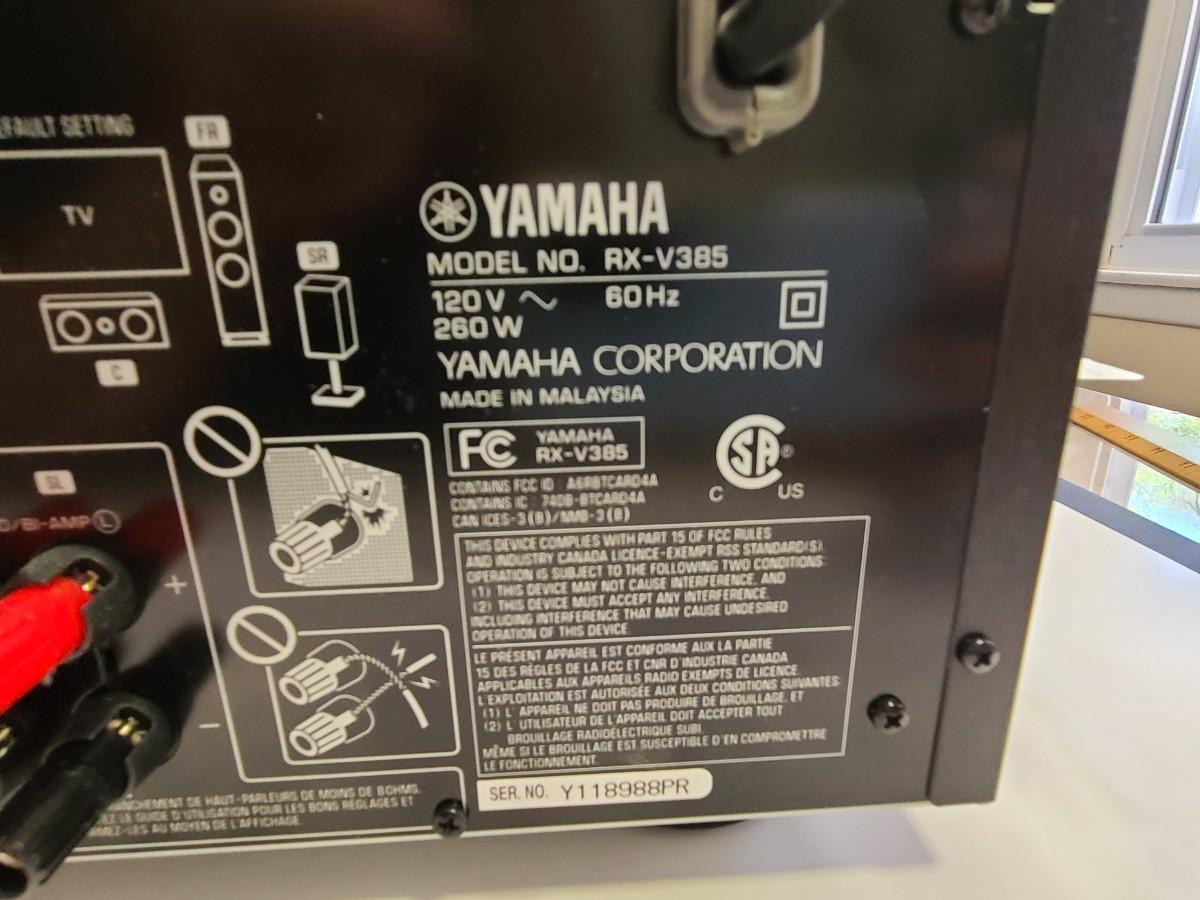 DEFAULT SETTING
FR
TV
SR
C
YAMAHA
MODEL NO. RX-V385
120V ~ 60Hz
260W
YAMAHA CORPORATION
MADE IN MALAYSIA
FC YAMAHA
RX-V385
CONTAINS FCC ID : A6RBTCARD4A
CONTAINS IC : 740B-BTCARD4A
CAN ICES-3 (B)/NMB-3 (B)
SA
C US
THIS DEVICE COMPLIES WITH PART 15 OF FCC RULES
AND INDUSTRY CANADA LICENCE-EXEMPT RSS STANDARD(S).
OPERATION IS SUBJECT TO THE FOLLOWING TWO CONDITIONS:
(1) THIS DEVICE MAY NOT CAUSE INTERFERENCE, AND
(2) THIS DEVICE MUST ACCEPT ANY INTERFERENCE,
INCLUDING INTERFERENCE THAT MAY CAUSE UNDESIRED
OPERATION OF THIS DEVICE.
LE PRÉSENT APPAREIL EST CONFORME AUX LA PARTIE
15 DES RÈGLES DE LA FCC ET CNR D'INDUSTRIE CANADA
APPLICABLES AUX APPAREILS RADIO EXEMPTS DE LICENCE.
L'EXPLOITATION EST AUTORISÉE AUX DEUX CONDITIONS SUIVANTES:
(1) L' APPAREIL NE DOIT PAS PRODUIRE DE BROUILLAGE, ET
(2) L' UTILISATEUR DE L'APPAREIL DOIT ACCEPTER TOUT
BROUILLAGE RADIOÉLECTRIQUE SUBI,
MÊME SI LE BROUILLAGE EST SUSCEPTIBLE D'EN COMPROMETTRE
LE FONCTIONNEMENT.
SER. NO. Y118988PR
SL
/BI-AMP L
+
−
DE HAUT-PARLEURS DE MOINS DE 8OHMS.
LE GUIDE D'UTILISATION POUR LES BONS RÉGLAGES ET
AU MOYEN DE L'AFFICHAGE.